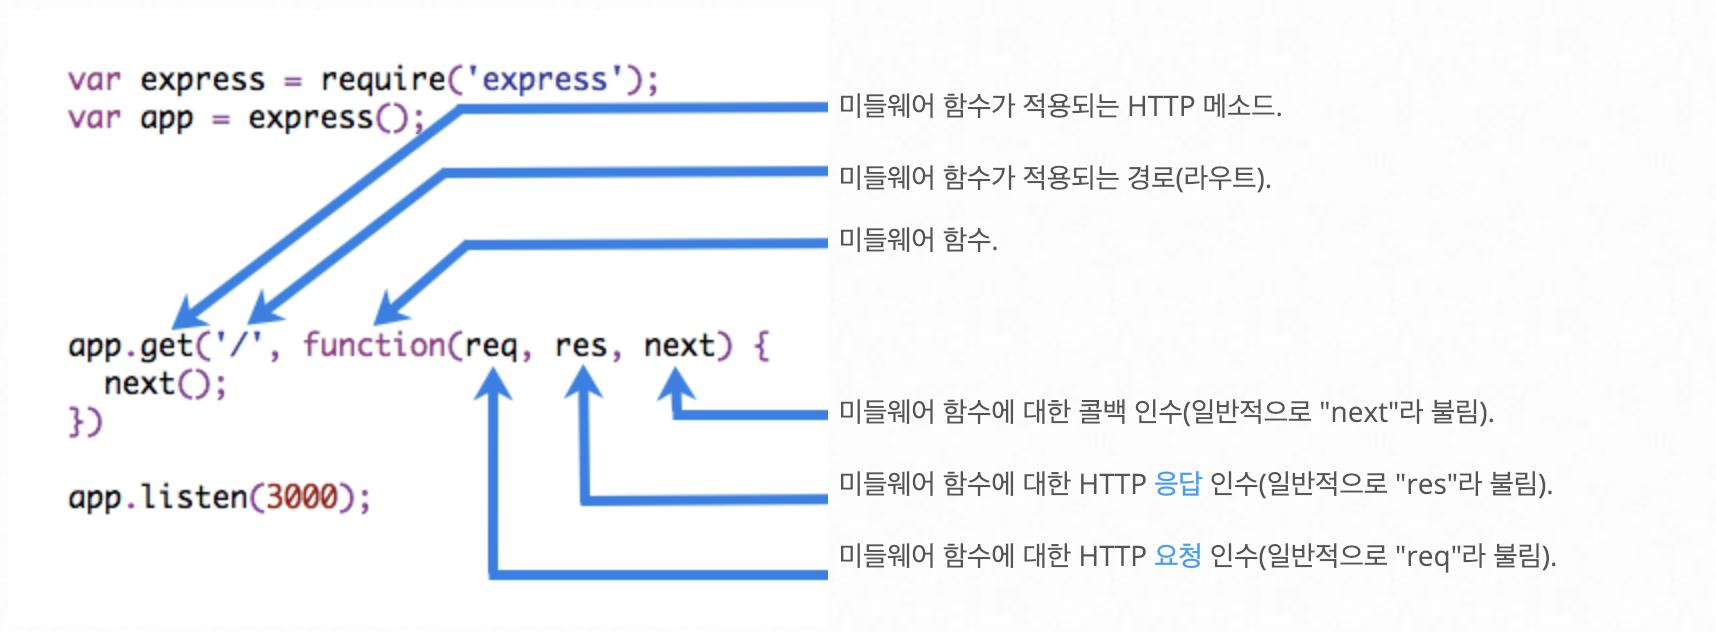 var express = require('express');
var app = express();
미들웨어 함수가 적용되는 HTTP 메소드.
미들웨어 함수가 적용되는 경로(라우트).
미들웨어 함수.
app.get('/', function(req, res, next) {
next();
})
app.listen(3000);
미들웨어 함수에 대한 콜백 인수(일반적으로 "next"라 불림).
미들웨어 함수에 대한 HTTP 응답 인수(일반적으로 "res"라 불림).
미들웨어 함수에 대한 HTTP 요청 인수(일반적으로 "req"라 불림).